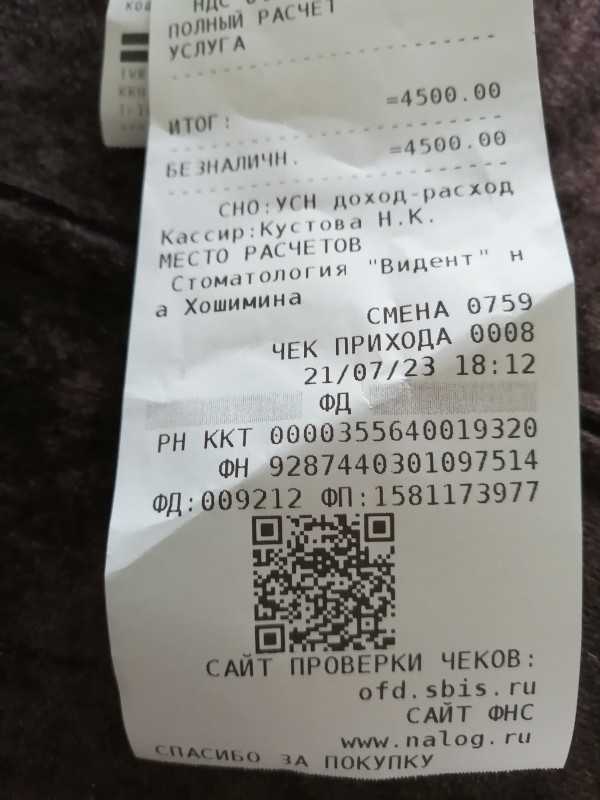 КОД
НДС
ПОЛНЫЙ РАСЧЕТ
УСЛУГА
=4500.00
ИТОГ:
=4500.00
БЕЗНАЛИЧН.
СНО:УСН доход-расход
Кассир:Кустова Н.К.
МЕСТО РАСЧЕТОВ
Стоматология "Видент" н
а Хошимина
СМЕНА 0759
ЧЕК ПРИХОДА 0008
21/07/23 18:12
ФД
РН ККТ 0000355640019320
ФН 9287440301097514
ФД:009212 ФП:1581173977
САЙТ ПРОВЕРКИ ЧЕКОВ:
ofd.sbis.ru
САЙТ ФНС
www.nalog.ru
СПАСИБО ЗА ПОКУПКУ